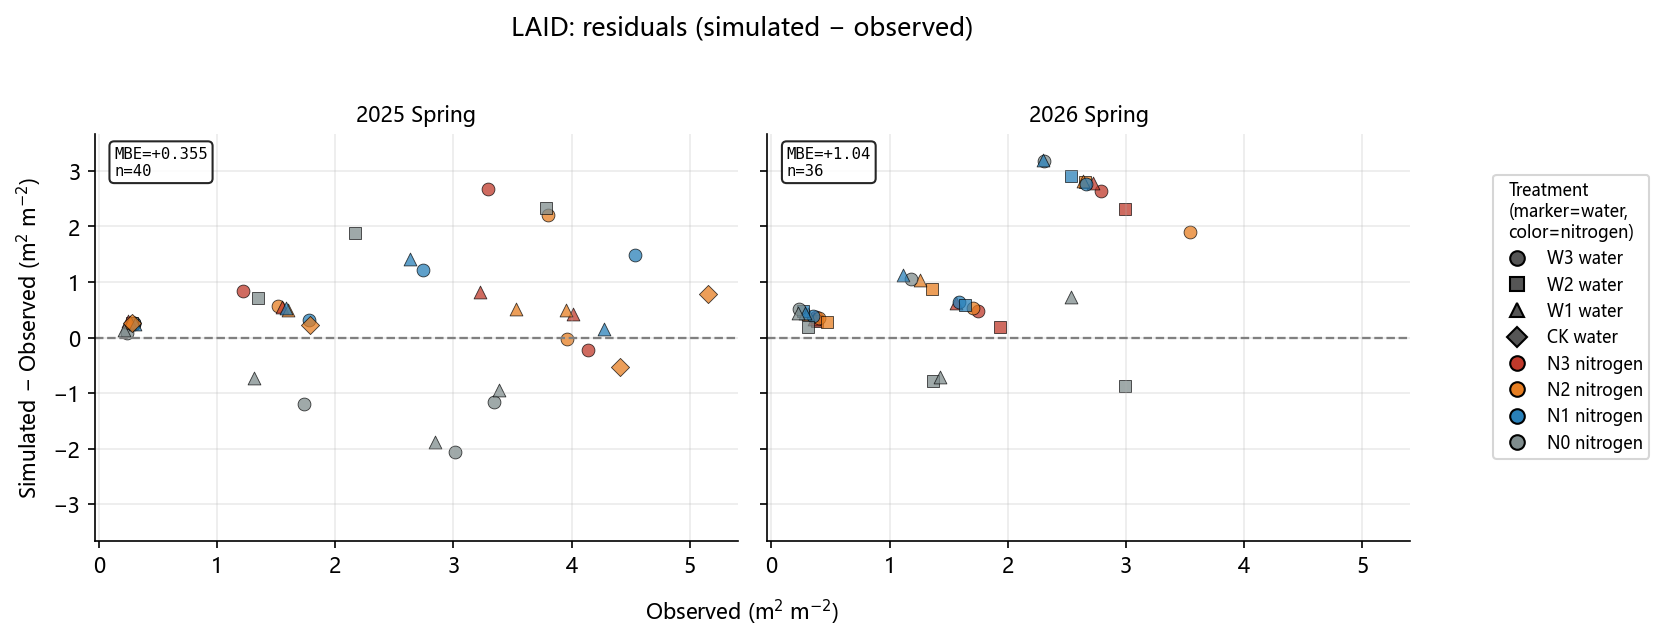 LAID: residuals (simulated − observed)
2025 Spring
2026 Spring
MBE=+0.355
n=40
MBE=+1.04
n=36
Simulated − Observed (m² m⁻²)
3
2
1
0
−1
−2
−3
0 1 2 3 4 5
0 1 2 3 4 5
Observed (m² m⁻²)
Treatment
(marker=water,
color=nitrogen)
W3 water
W2 water
W1 water
CK water
N3 nitrogen
N2 nitrogen
N1 nitrogen
N0 nitrogen